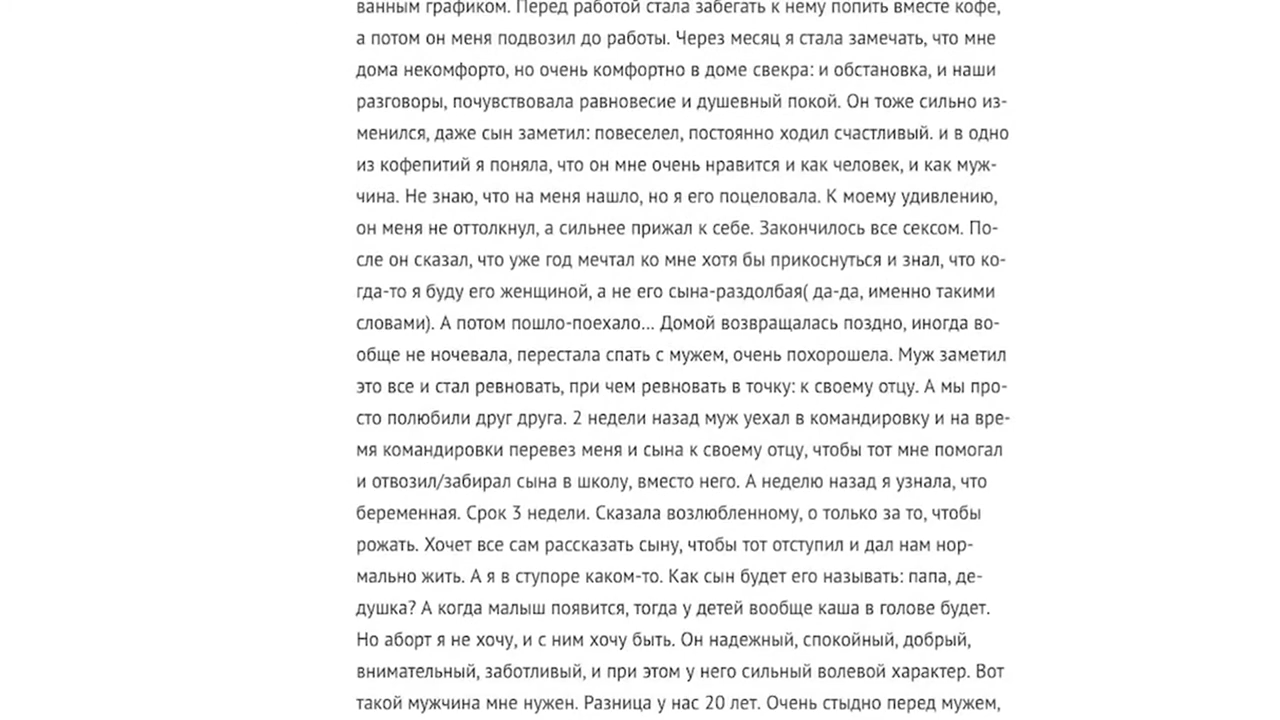 ванным графиком. Перед работой стала забегать к нему попить вместе кофе,
а потом он меня подвозил до работы. Через месяц я стала замечать, что мне
дома некомфорто, но очень комфортно в доме свекра: и обстановка, и наши
разговоры, почувствовала равновесие и душевный покой. Он тоже сильно из-
менился, даже сын заметил: повеселел, постоянно ходил счастливый. и в одно
из кофепитий я поняла, что он мне очень нравится и как человек, и как муж-
чина. Не знаю, что на меня нашло, но я его поцеловала. К моему удивлению,
он меня не оттолкнул, а сильнее прижал к себе. Закончилось все сексом. По-
сле он сказал, что уже год мечтал ко мне хотя бы прикоснуться и знал, что ко-
гда-то я буду его женщиной, а не его сына-раздолбая( да-да, именно такими
словами). А потом пошло-поехало... Домой возвращалась поздно, иногда во-
обще не ночевала, перестала спать с мужем, очень похорошела. Муж заметил
это все и стал ревновать, при чем ревновать в точку: к своему отцу. А мы про-
сто полюбили друг друга. 2 недели назад муж уехал в командировку и на вре-
мя командировки перевез меня и сына к своему отцу, чтобы тот мне помогал
и отвозил/забирал сына в школу, вместо него. А неделю назад я узнала, что
беременная. Срок 3 недели. Сказала возлюбленному, о только за то, чтобы
рожать. Хочет все сам рассказать сыну, чтобы тот отступил и дал нам нор-
мально жить. А я в ступоре каком-то. Как сын будет его называть: папа, де-
душка? А когда малыш появится, тогда у детей вообще каша в голове будет.
Но аборт я не хочу, и с ним хочу быть. Он надежный, спокойный, добрый,
внимательный, заботливый, и при этом у него сильный волевой характер. Вот
такой мужчина мне нужен. Разница у нас 20 лет. Очень стыдно перед мужем,